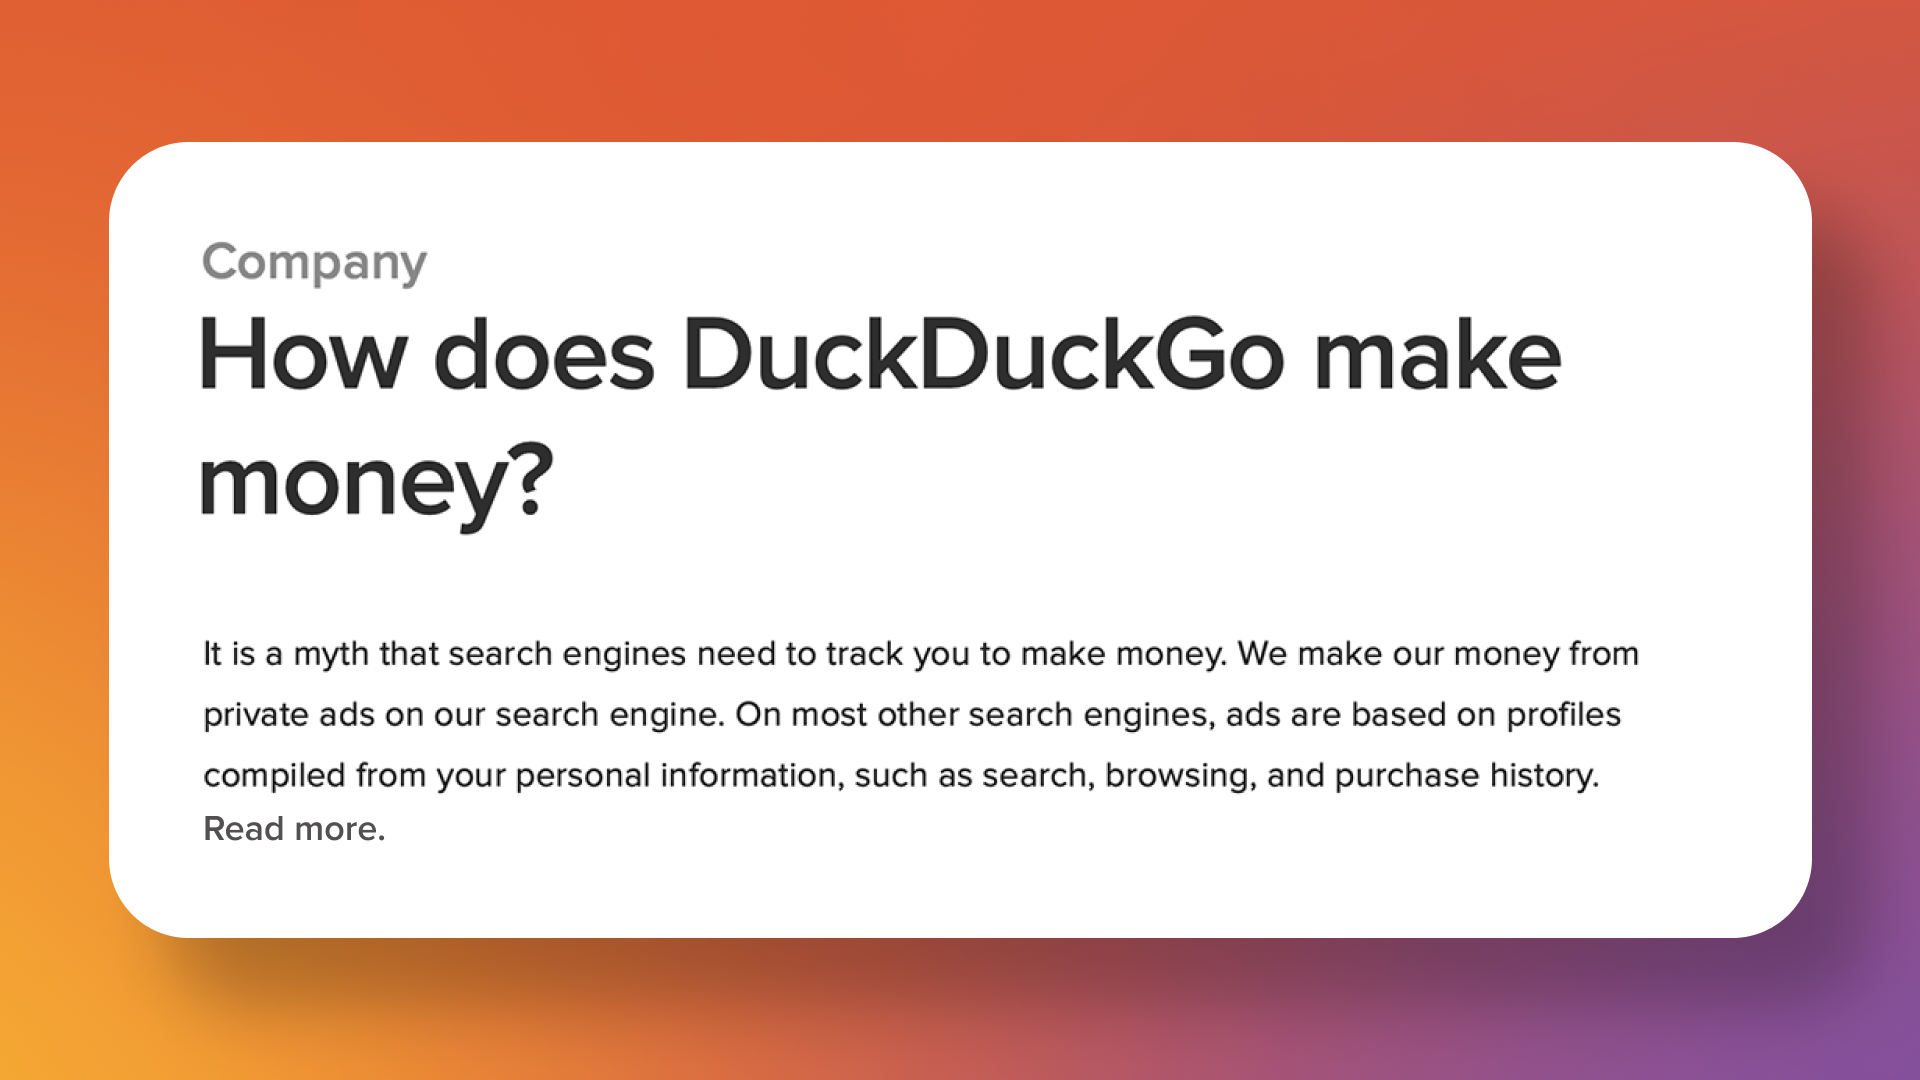 Company
How does DuckDuckGo make
money?
It is a myth that search engines need to track you to make money. We make our money from
private ads on our search engine. On most other search engines, ads are based on profiles
compiled from your personal information, such as search, browsing, and purchase history.
Read more.